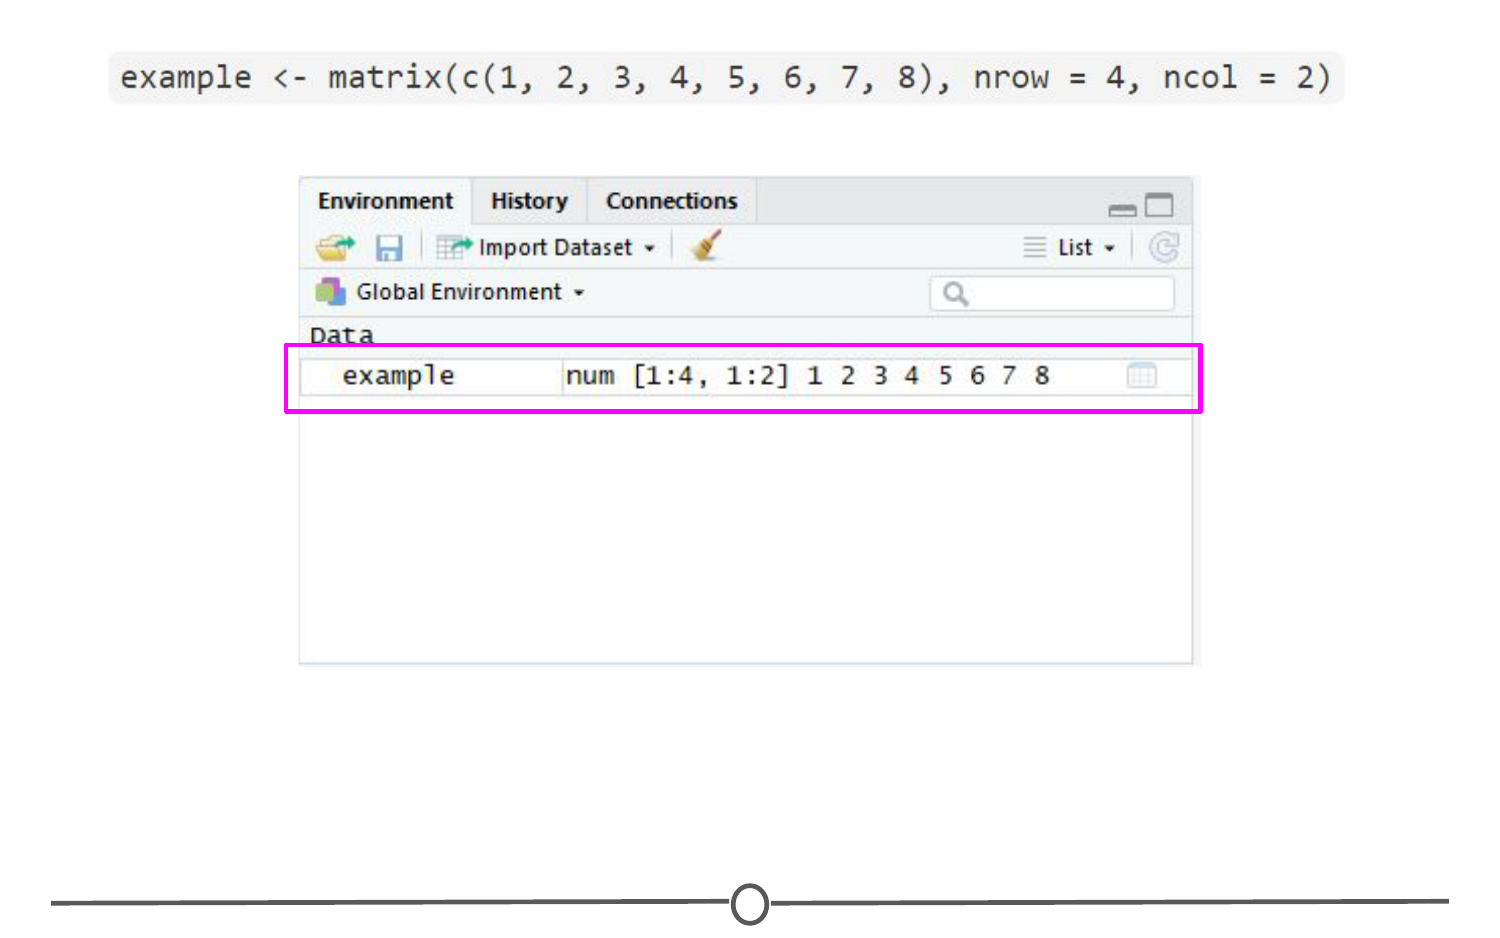 example <- matrix(c(1, 2, 3, 4, 5, 6, 7, 8), nrow = 4, ncol = 2)
Environment History Connections
Import Dataset List
Global Environment
Data
example num [1:4, 1:2] 1 2 3 4 5 6 7 8